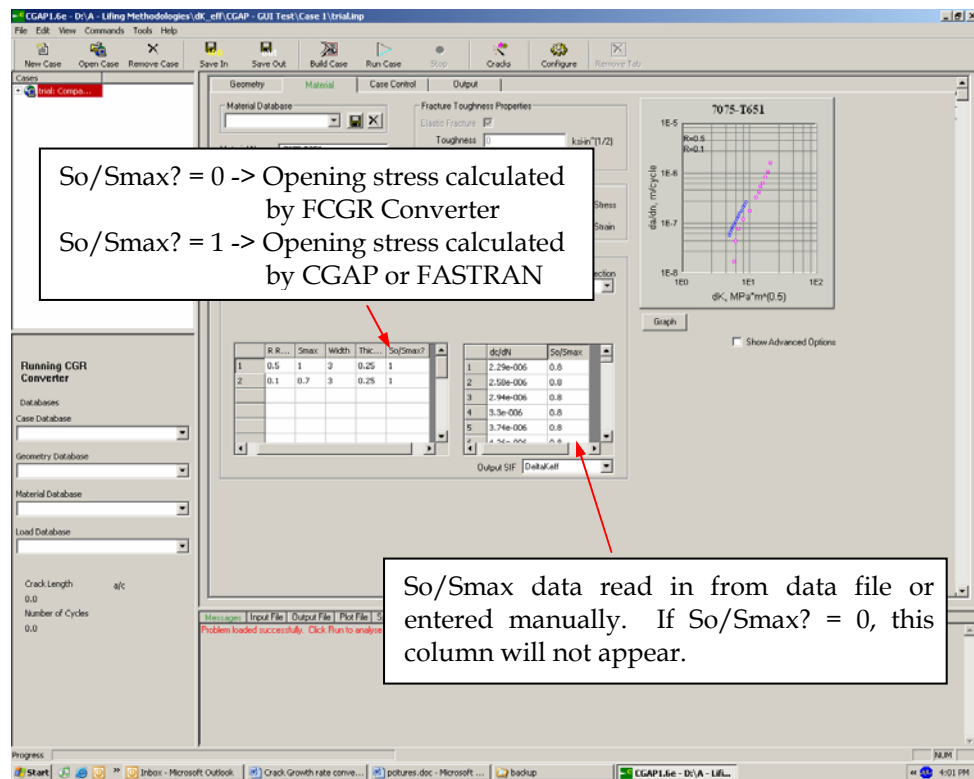 CGAP1.6e - D:\A - Lifing Methodologies\dK_eff\CGAP - GUI Test\Case 1\trial.inp
File Edit View Commands Tools Help
New Case Open Case Remove Case Save In Save Out Build Case Run Case Stop Cracks Configure Remove Tab
Cases
trial: Compa...
Geometry Material Case Control Output
Material Database
Fracture Toughness Properties
Elastic Fracture
Toughness 0 ksi·in^(1/2)
So/Smax? = 0 -> Opening stress calculated
by FCGR Converter
So/Smax? = 1 -> Opening stress calculated
by CGAP or FASTRAN
Stress
Strain
ection
7075-T651
R=0.5
R=0.1
1E-5
1E-6
1E-7
1E-8
da/dn, m/cycle
1E0 1E1 1E2
dK, MPa*m^(0.5)
Graph
Show Advanced Options
R R... Smax Width Thic... So/Smax?
1 0.5 1 3 0.25 1
2 0.1 0.7 3 0.25 1
dc/dN So/Smax
1 2.29e-006 0.8
2 2.58e-006 0.8
3 2.94e-006 0.8
4 3.3e-006 0.8
5 3.74e-006 0.8
Output SIF DeltaKeff
Running CGR
Converter
Databases
Case Database
Geometry Database
Material Database
Load Database
Crack Length a/c
0.0
Number of Cycles
0.0
So/Smax data read in from data file or
entered manually. If So/Smax? = 0, this
column will not appear.
Messages Input File Output File Plot File S
Problem loaded successfully. Click Run to analyse
Progress NUM
Start Inbox - Microsoft Outlook Crack Growth rate conve... poitures.doc - Microsoft ... backup CGAP1.6e - D:\A - Lifi... 4:01 PM